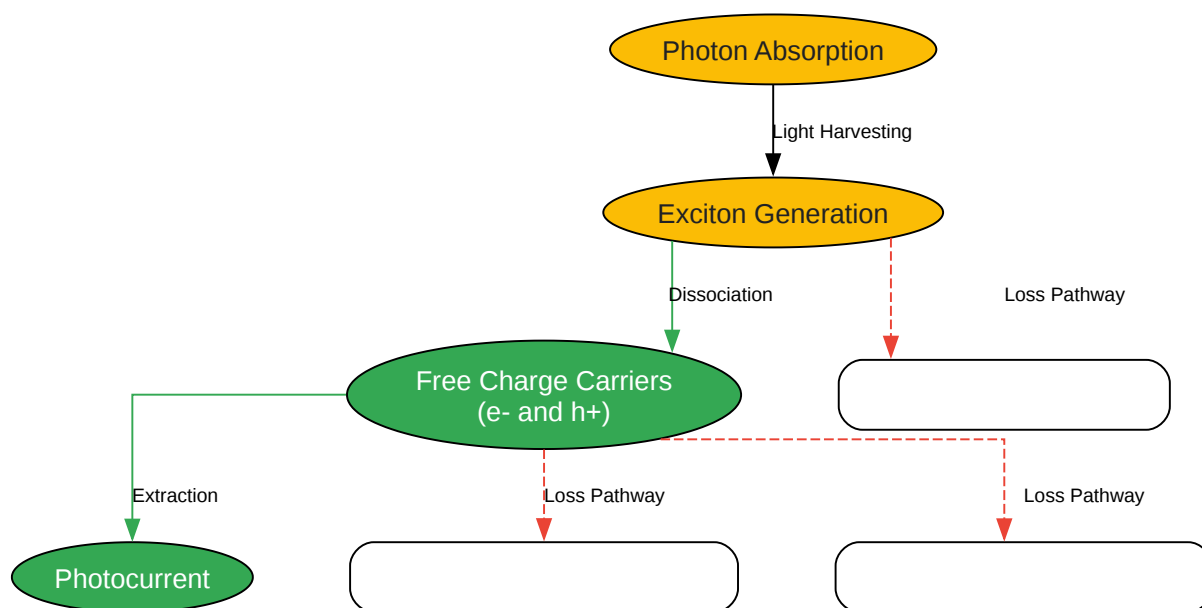 Photon Absorption
Light Harvesting
Exciton Generation
Dissociation
Loss Pathway
Free Charge Carriers
(e- and h+)
Extraction
Loss Pathway
Loss Pathway
Photocurrent